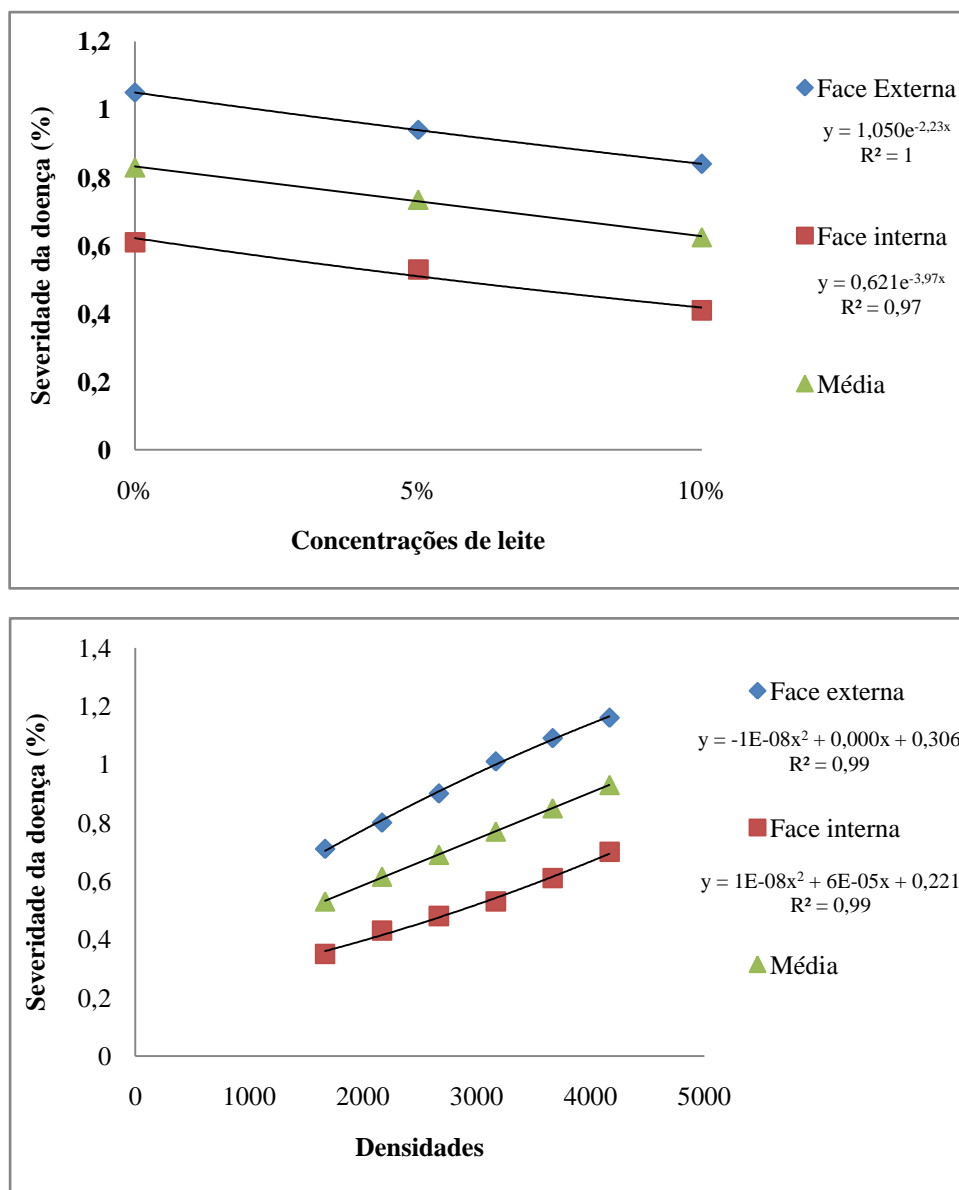 1,2
1
0,8
0,6
0,4
0,2
0
Severidade da doença (%)
0% 5% 10%
Concentrações de leite
Face Externa
y = 1,050e-2,23x
R² = 1
Face interna
y = 0,621e-3,97x
R² = 0,97
Média
1,4
1,2
1
0,8
0,6
0,4
0,2
0
Severidade da doença (%)
0 1000 2000 3000 4000 5000
Densidades
Face externa
y = -1E-08x² + 0,000x + 0,306
R² = 0,99
Face interna
y = 1E-08x² + 6E-05x + 0,221
R² = 0,99
Média